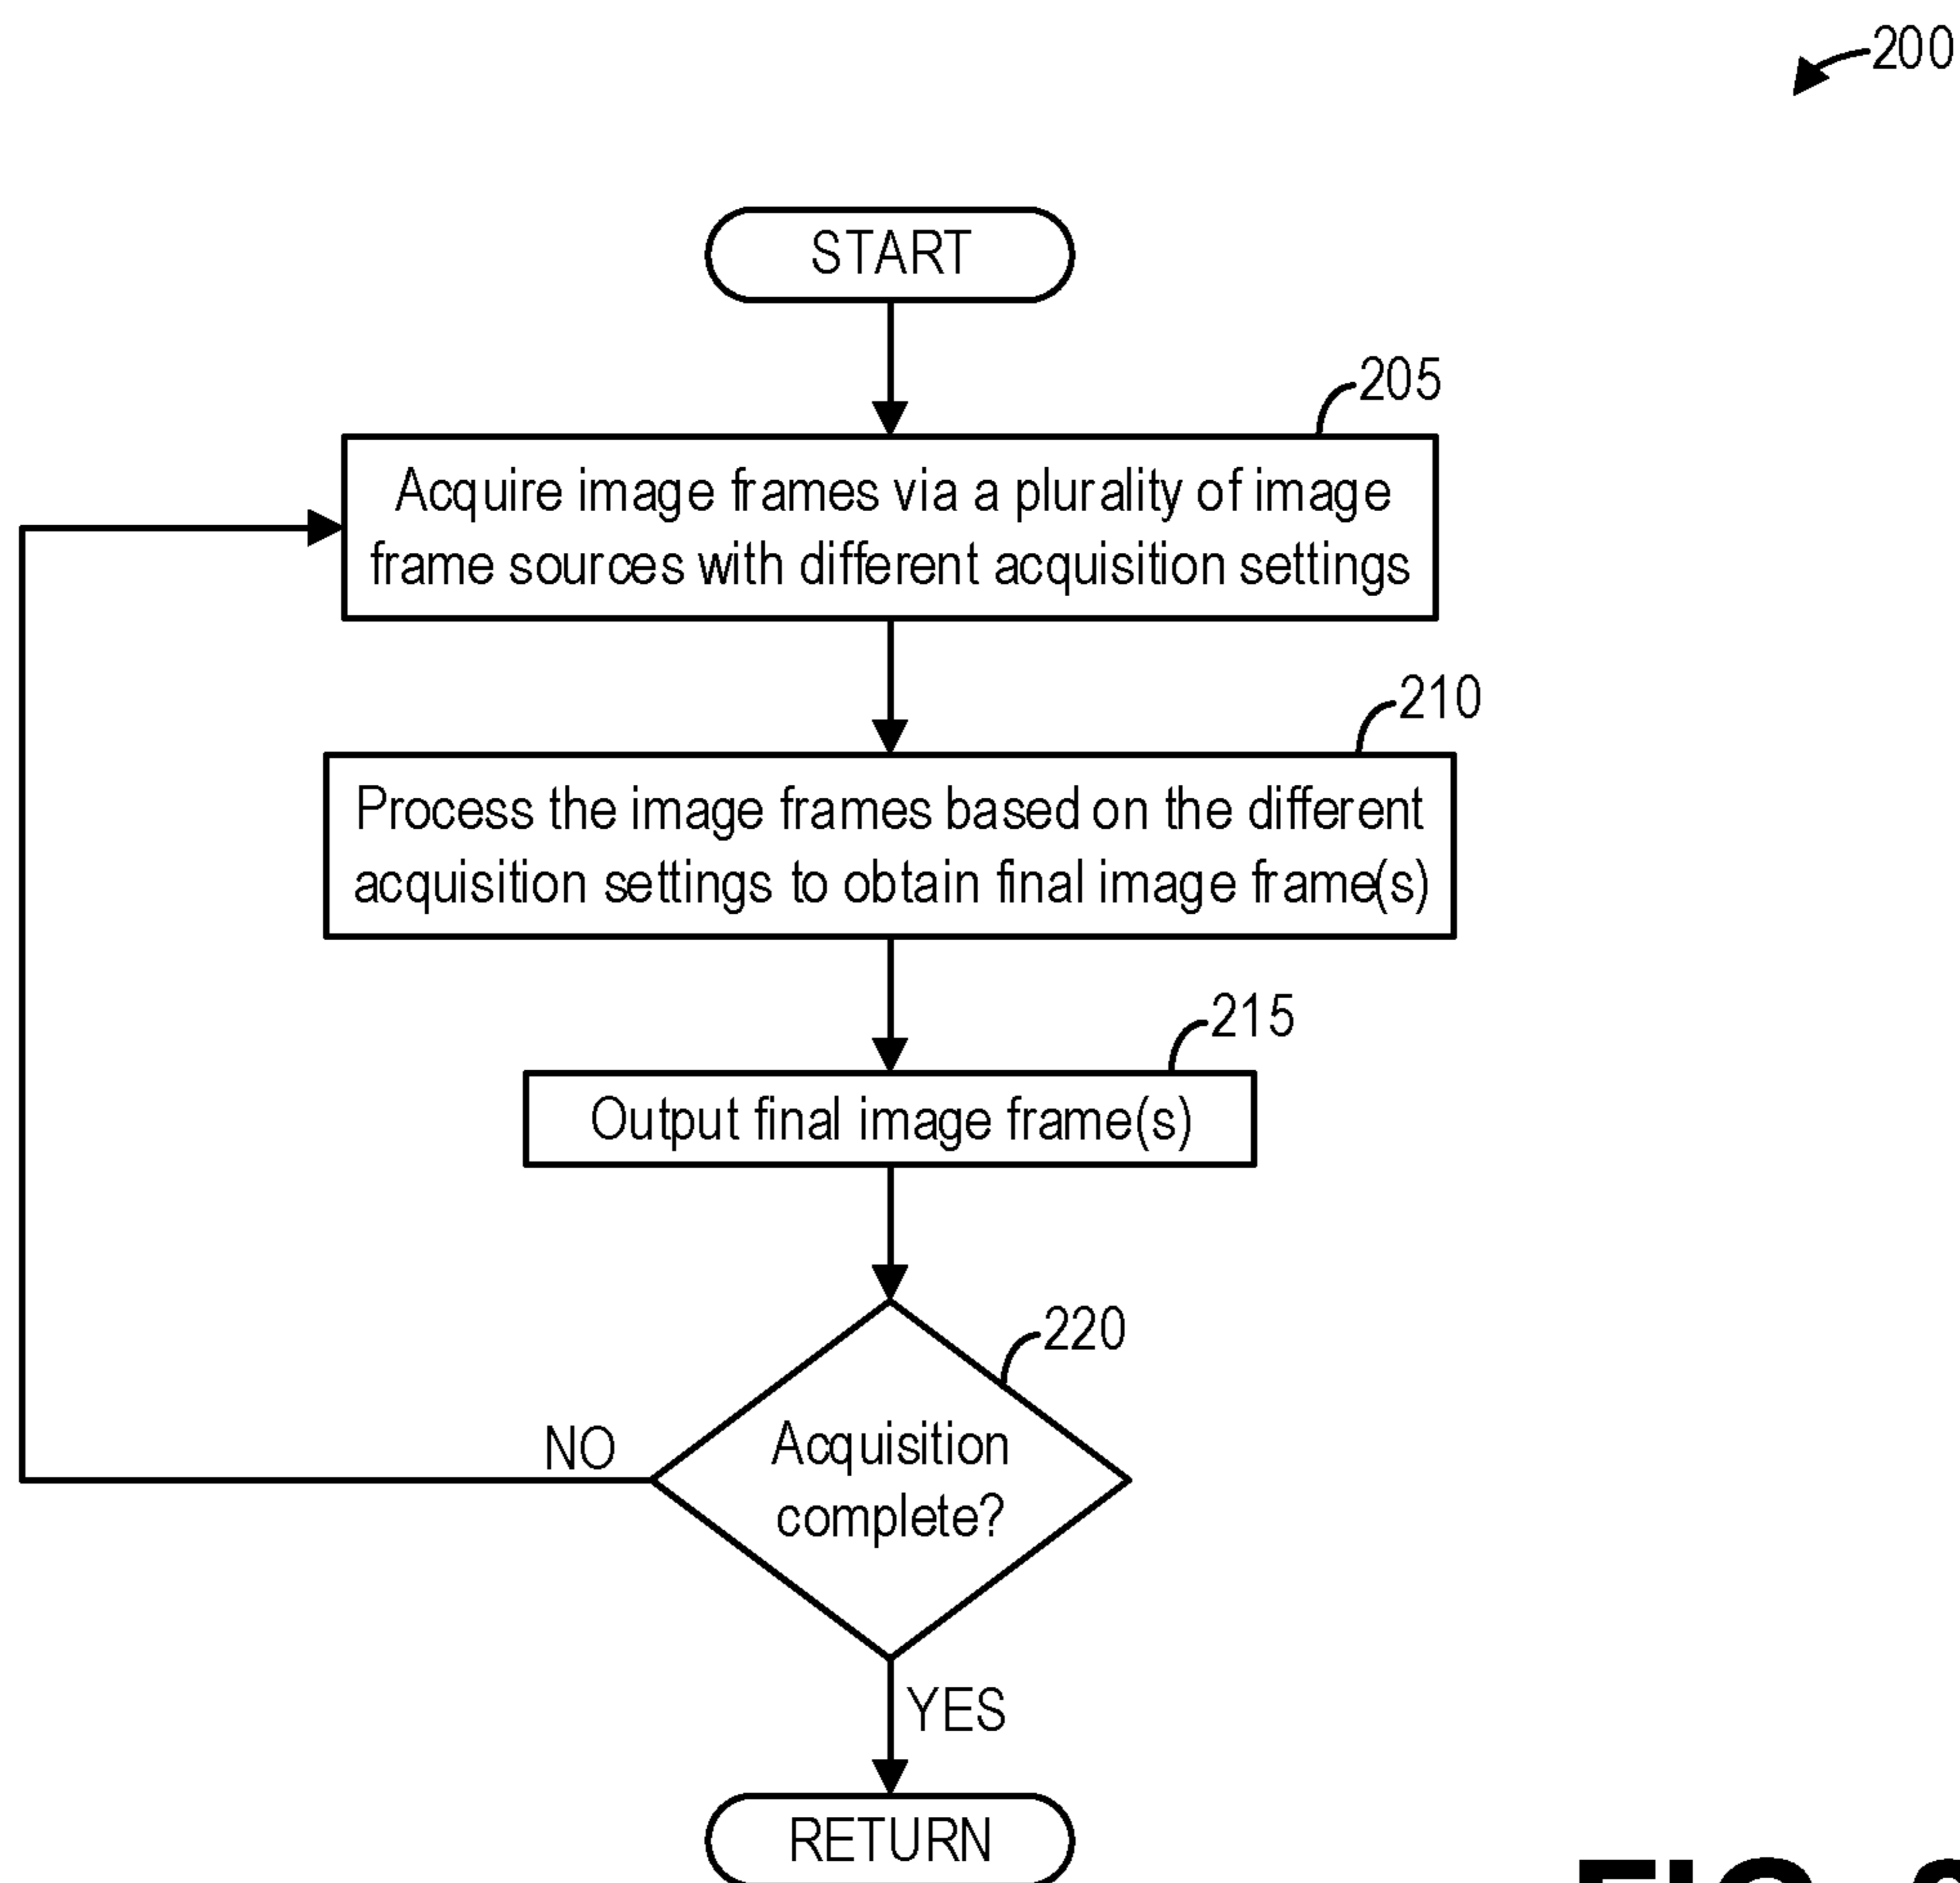 200
START
205
Acquire image frames via a plurality of image
frame sources with different acquisition settings
210
Process the image frames based on the different
acquisition settings to obtain final image frame(s)
215
Output final image frame(s)
220
Acquisition
complete?
NO
YES
RETURN
FIG.